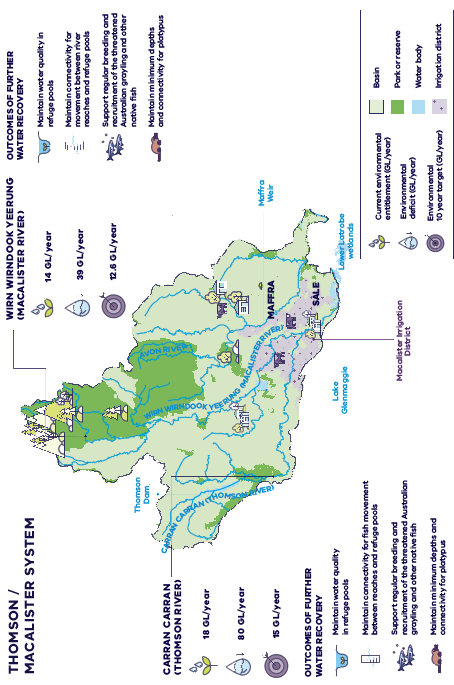 THOMSON /
MACALISTER SYSTEM
WIRN WIRNDOOK YEERUNG
(MACALISTER RIVER)
14 GL/year
39 GL/year
12.6 GL/year
OUTCOMES OF FURTHER
WATER RECOVERY
Maintain water quality in
refuge pools
Maintain connectivity for
movement between river
reaches and refuge pools
Support regular breeding and
recruitment of the threatened
Australian grayling and other
native fish
Maintain minimum depths
and connectivity for platypus
CARRAN CARRAN
(THOMSON RIVER)
18 GL/year
80 GL/year
15 GL/year
OUTCOMES OF FURTHER
WATER RECOVERY
Maintain water quality
in refuge pools
Maintain connectivity for fish movement
between reaches and refuge pools
Support regular breeding and
recruitment of the threatened Australian
grayling and other native fish
Maintain minimum depths and
connectivity for platypus
Thomson
Dam
CARRAN CARRAN (THOMSON RIVER)
WIRN WIRNDOOK YEERUNG (MACALISTER RIVER)
AVON RIVER
MAFFRA
SALE
Maffra
Weir
Lower Latrobe
wetlands
Lake
Glenmaggie
Macalister Irrigation
District
Current environmental
entitlement (GL/year)
Environmental
deficit (GL/year)
Environmental
10 year target (GL/year)
Basin
Park or reserve
Water body
Irrigation district